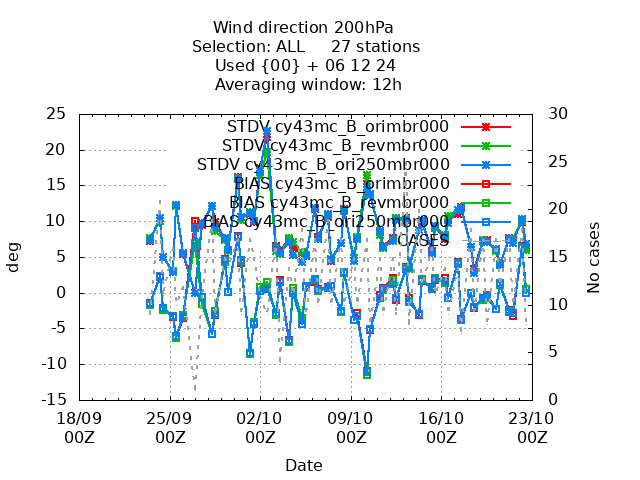 Wind direction 200hPa
Selection: ALL 27 stations
Used {00} + 06 12 24
Averaging window: 12h
25
20
15
10
5
0
-5
-10
-15
deg
30
25
20
15
10
5
0
No cases
STDV cy43mc_B_orimbr000
STDV cy43mc_B_revmbr000
STDV cy43mc_B_ori250mbr000
BIAS cy43mc_B_orimbr000
BIAS cy43mc_B_revmbr000
BIAS cy43mc_B_ori250mbr000
CASES
18/09 25/09 02/10 09/10 16/10 23/10
00Z 00Z 00Z 00Z 00Z 00Z
Date